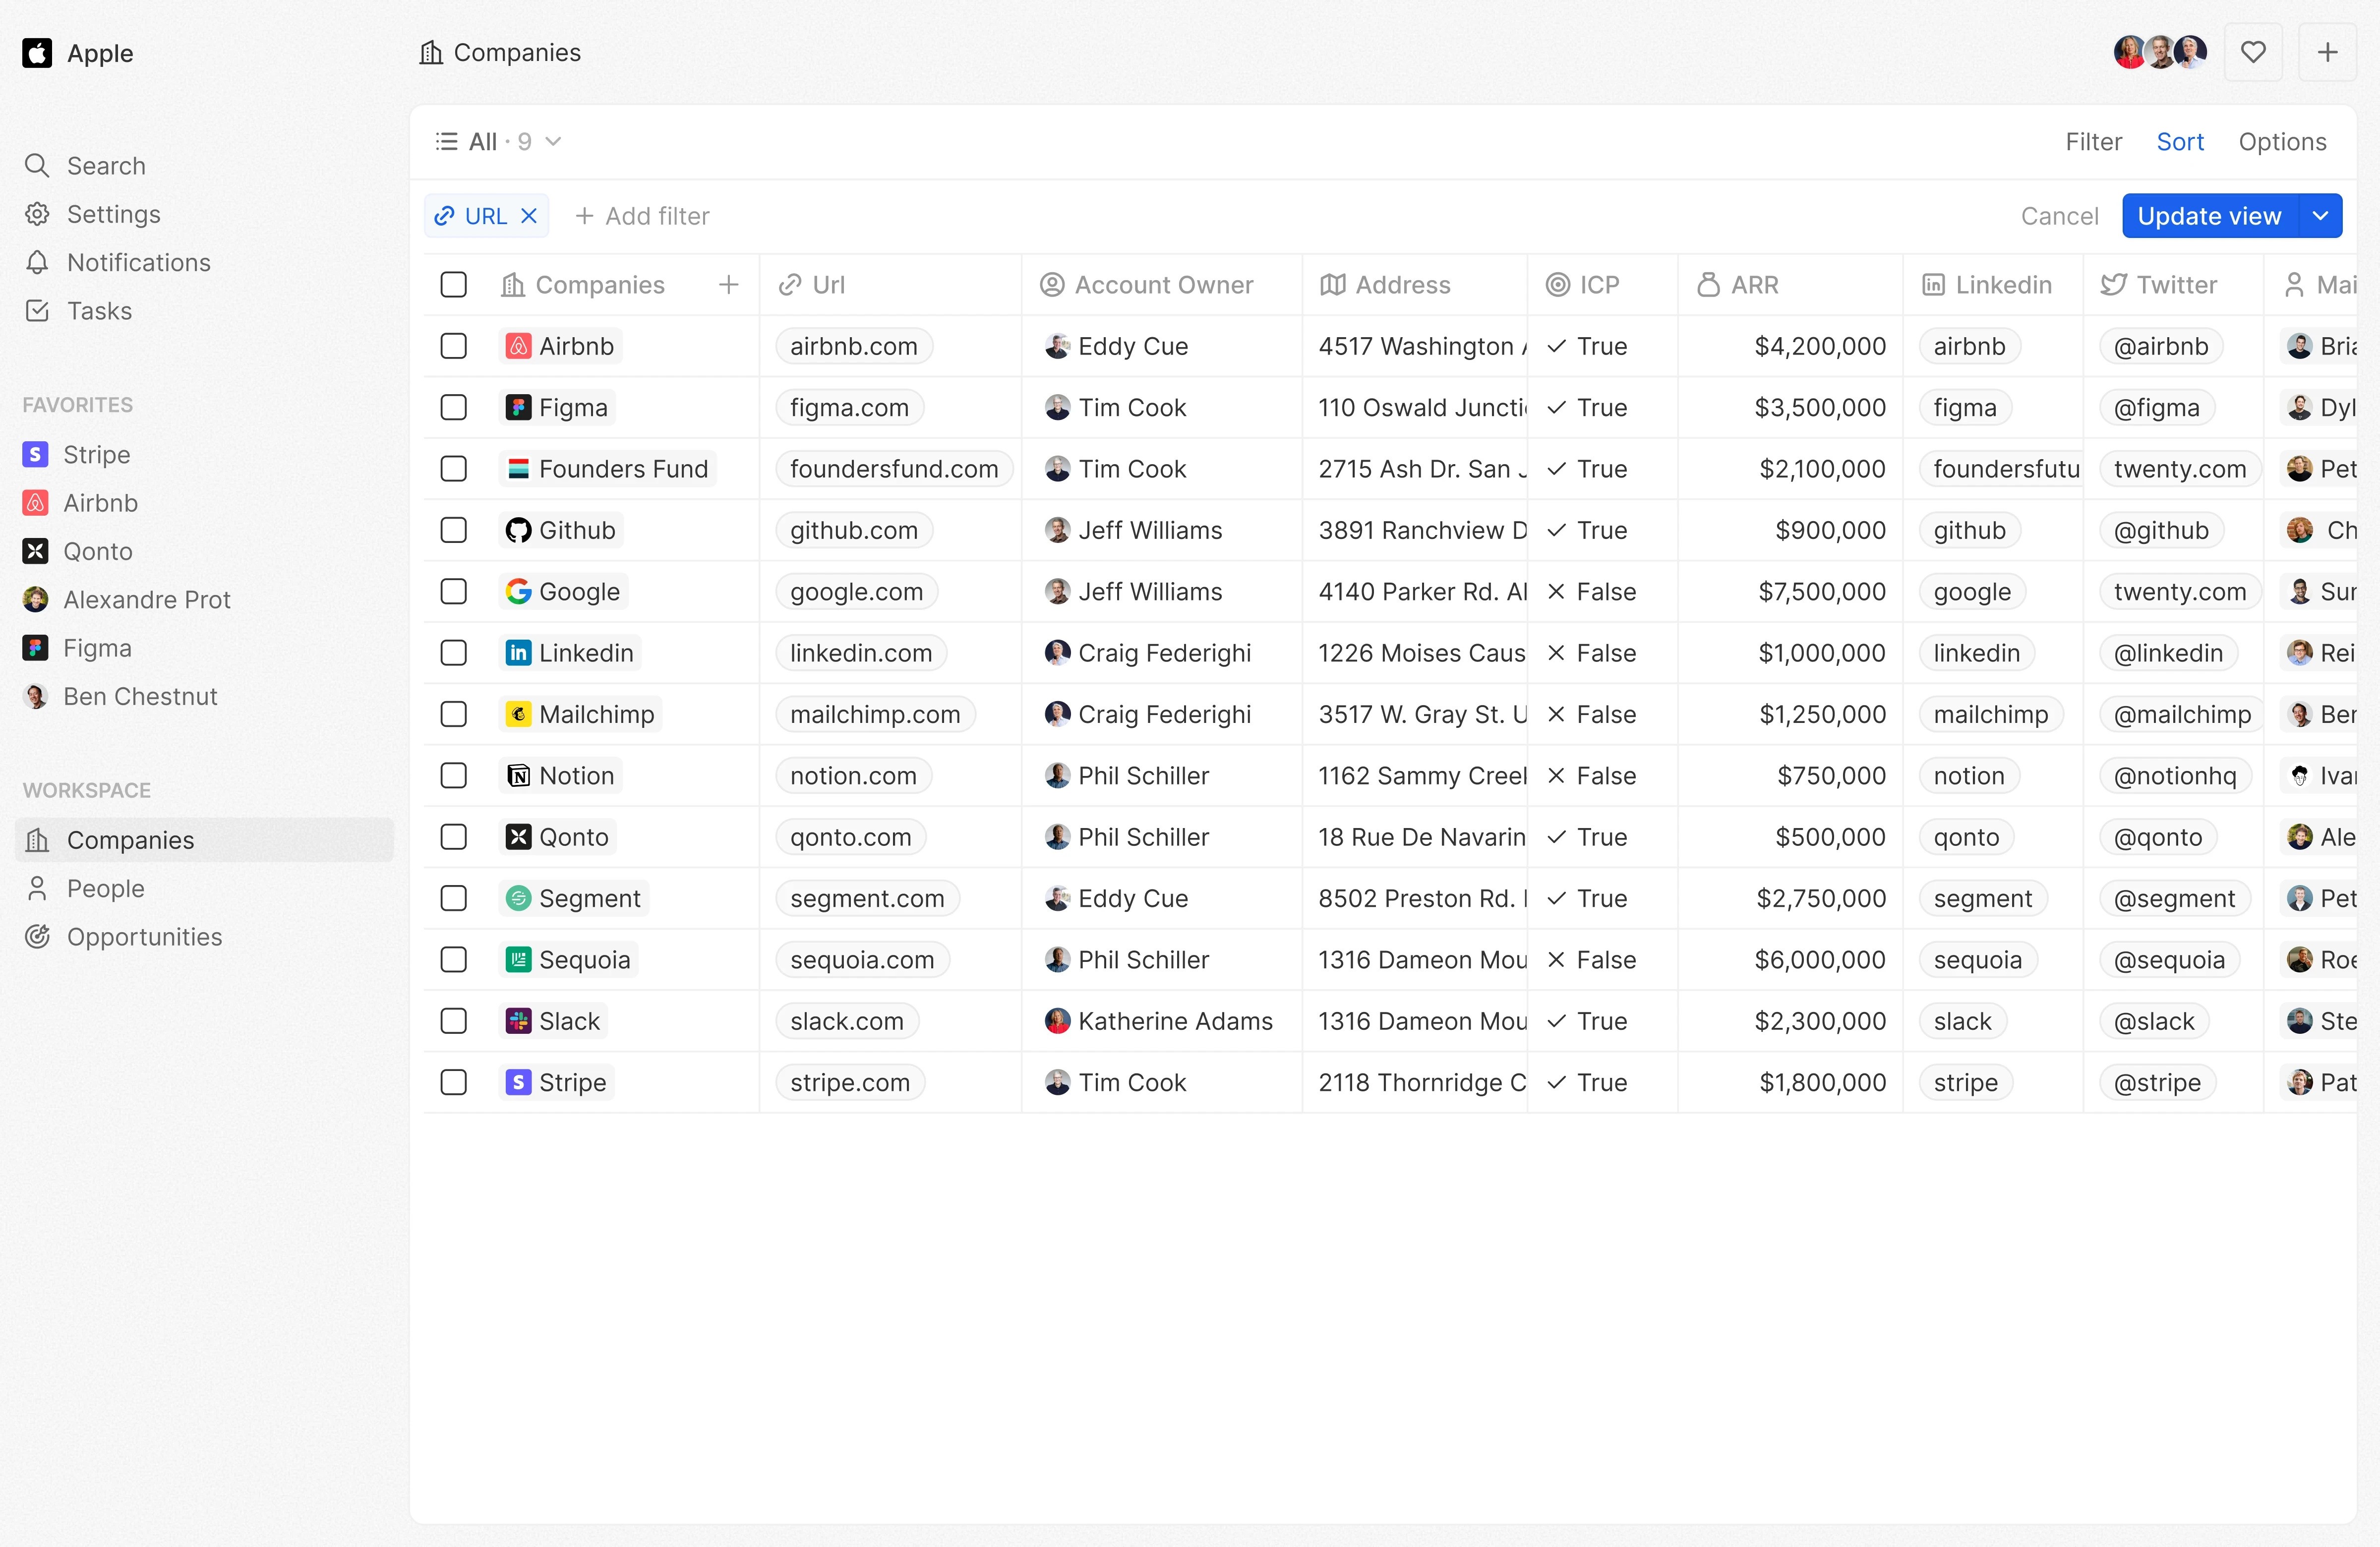 Apple
Companies
Search
Settings
Notifications
Tasks
FAVORITES
Stripe
Airbnb
Qonto
Alexandre Prot
Figma
Ben Chestnut
WORKSPACE
Companies
People
Opportunities
All · 9 Filter Sort Options
URL Add filter Cancel Update view
Companies Url Account Owner Address ICP ARR Linkedin Twitter Mai
Airbnb airbnb.com Eddy Cue 4517 Washington True $4,200,000 airbnb @airbnb Bria
Figma figma.com Tim Cook 110 Oswald Juncti True $3,500,000 figma @figma Dyl
Founders Fund foundersfund.com Tim Cook 2715 Ash Dr. San J True $2,100,000 foundersfutu twenty.com Pet
Github github.com Jeff Williams 3891 Ranchview D True $900,000 github @github Ch
Google google.com Jeff Williams 4140 Parker Rd. Al False $7,500,000 google twenty.com Sun
Linkedin linkedin.com Craig Federighi 1226 Moises Caus False $1,000,000 linkedin @linkedin Rei
Mailchimp mailchimp.com Craig Federighi 3517 W. Gray St. U False $1,250,000 mailchimp @mailchimp Ben
Notion notion.com Phil Schiller 1162 Sammy Creek False $750,000 notion @notionhq Ivan
Qonto qonto.com Phil Schiller 18 Rue De Navarin True $500,000 qonto @qonto Ale
Segment segment.com Eddy Cue 8502 Preston Rd. True $2,750,000 segment @segment Pet
Sequoia sequoia.com Phil Schiller 1316 Dameon Mou False $6,000,000 sequoia @sequoia Roe
Slack slack.com Katherine Adams 1316 Dameon Mou True $2,300,000 slack @slack Ste
Stripe stripe.com Tim Cook 2118 Thornridge C True $1,800,000 stripe @stripe Pat